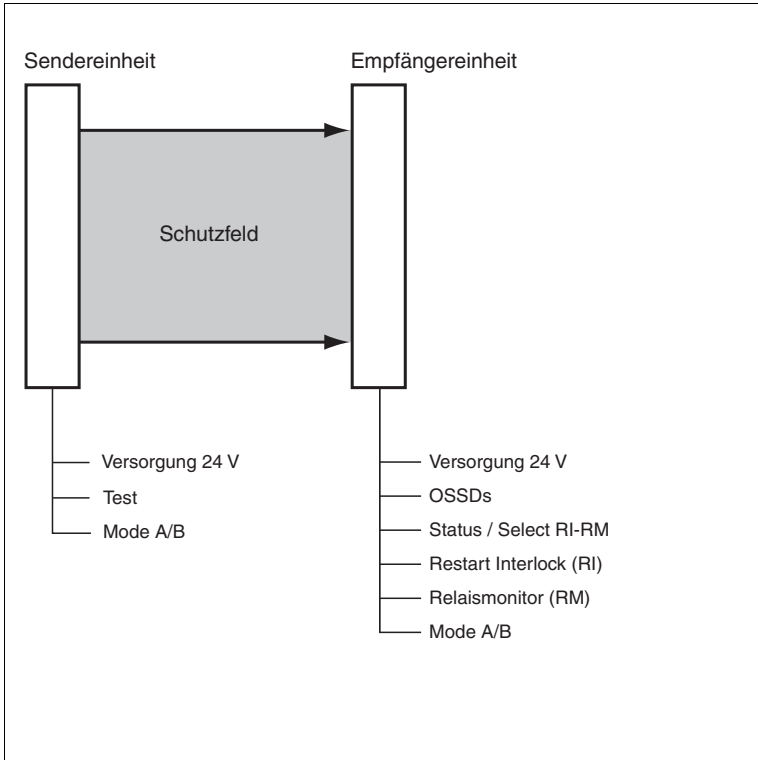 Sendereinheit
Empfängereinheit
Schutzfeld
Versorgung 24 V
Test
Mode A/B
Versorgung 24 V
OSSDs
Status / Select RI-RM
Restart Interlock (RI)
Relaismonitor (RM)
Mode A/B